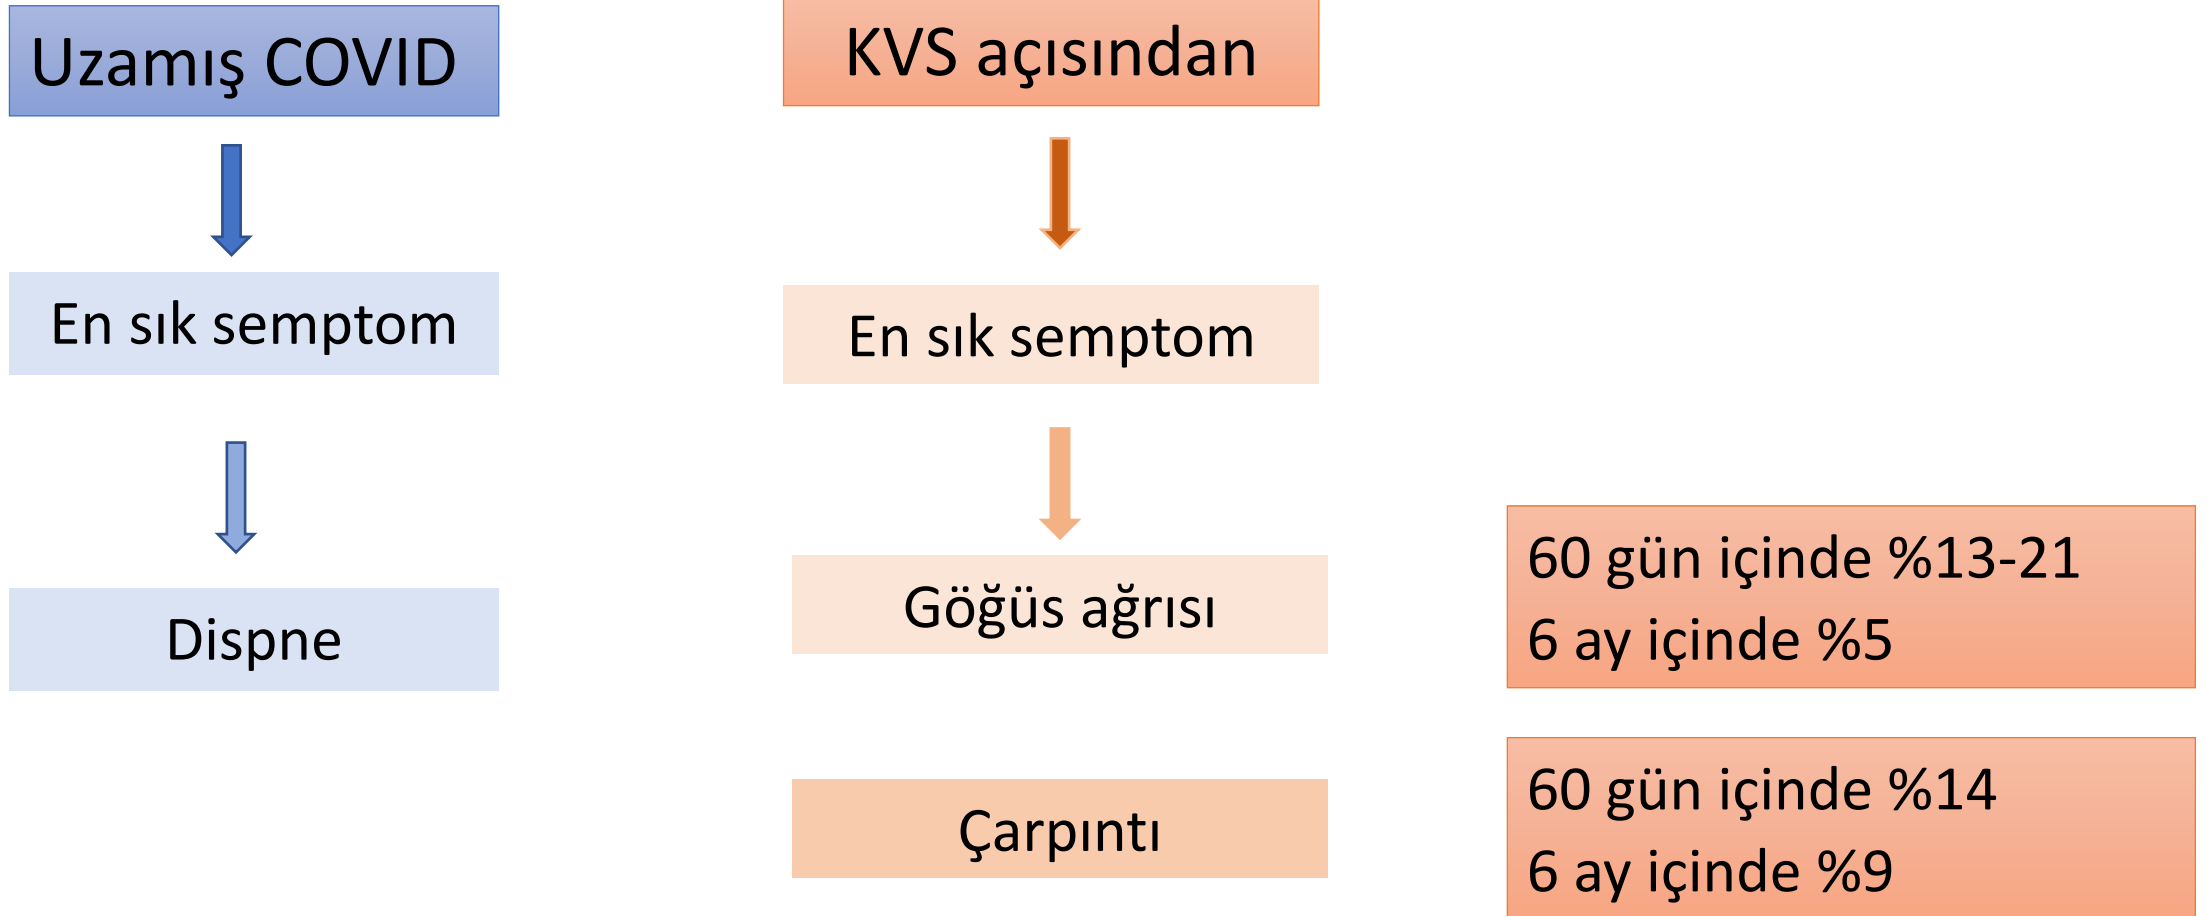 Uzamış COVID
En sık semptom
Dispne
KVS açısından
En sık semptom
Göğüs ağrısı
60 gün içinde %13-21
6 ay içinde %5
Çarpıntı
60 gün içinde %14
6 ay içinde %9